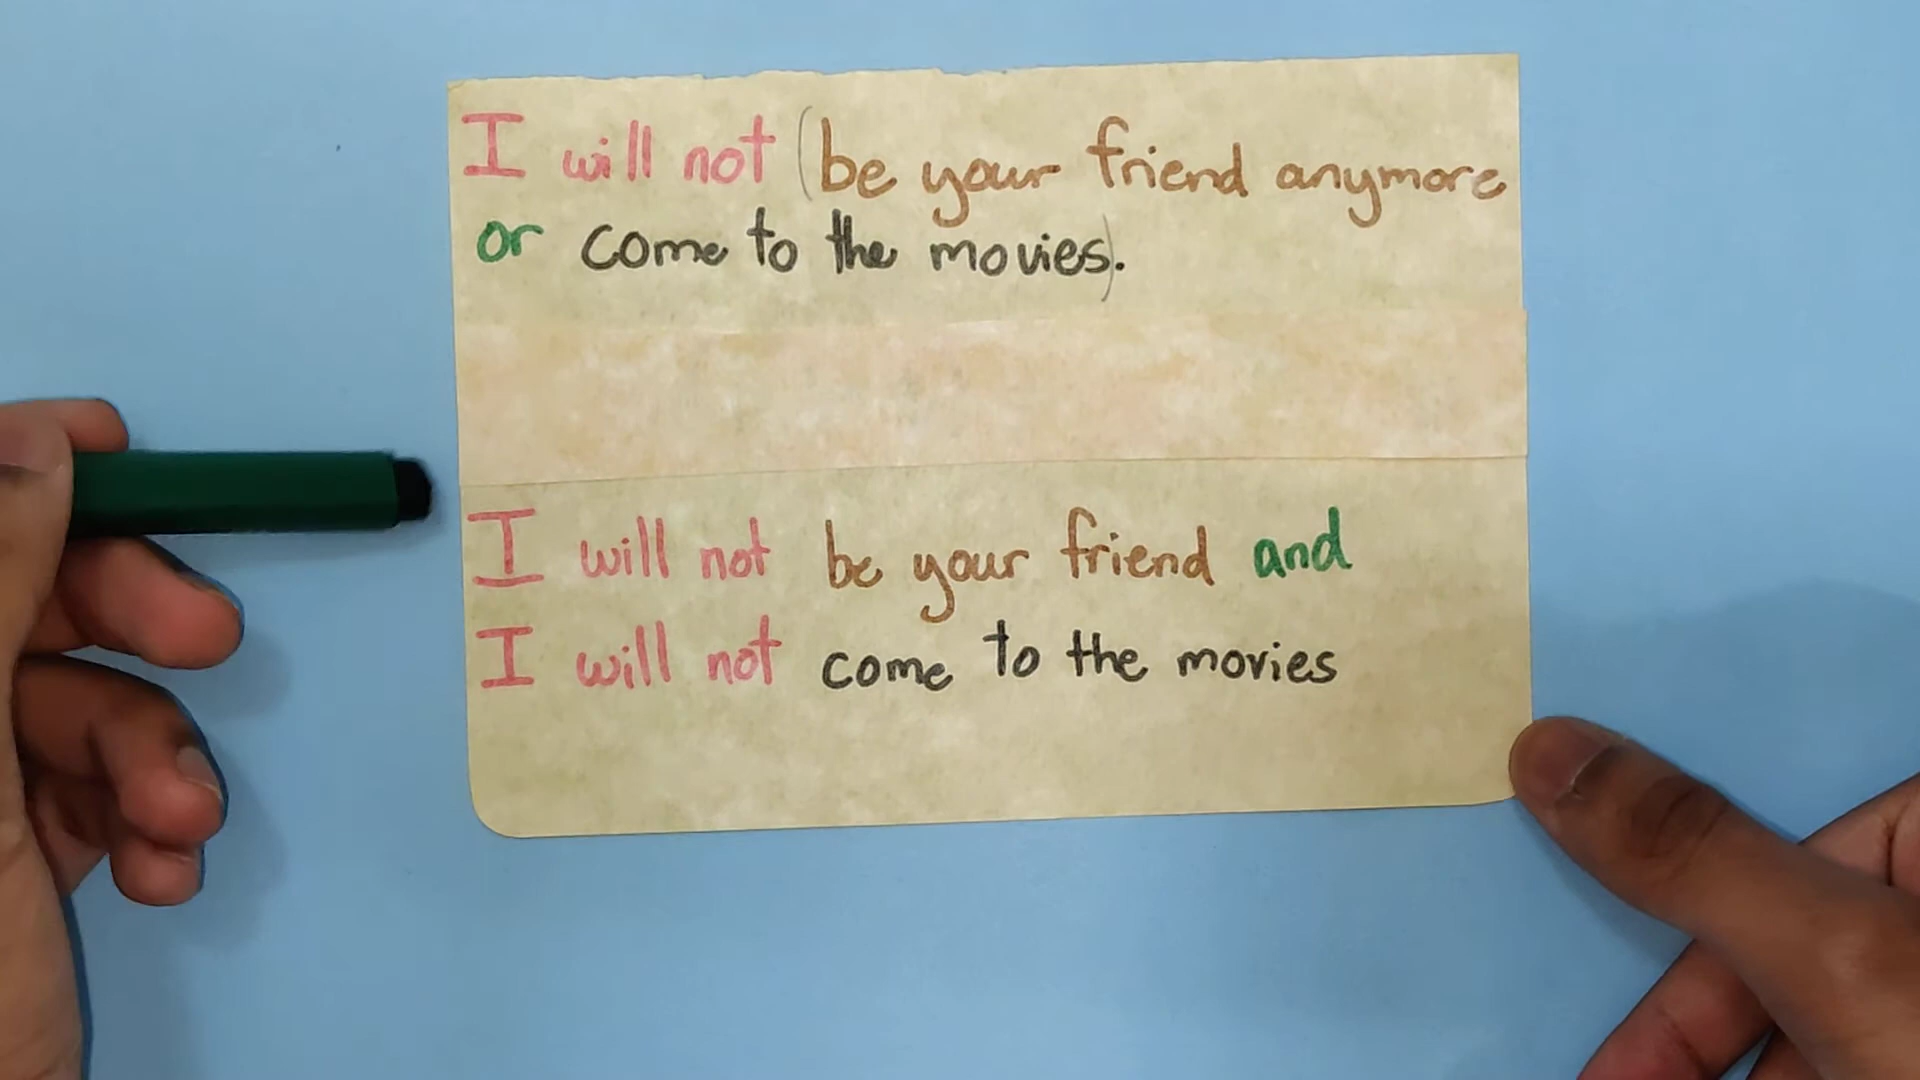 I will not (be your friend anymore
or come to the movies).
I will not be your friend and
I will not come to the movies